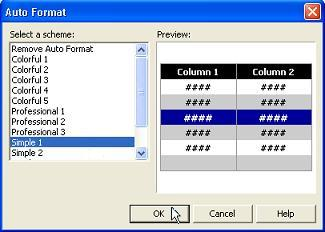 Auto Format
Select a scheme:
Preview:
Remove Auto Format
Colorful 1
Colorful 2
Colorful 3
Colorful 4
Colorful 5
Professional 1
Professional 2
Professional 3
Simple 1
Simple 2
Column 1 Column 2
#### ####
#### ####
#### ####
#### ####
#### ####
OK Cancel Help